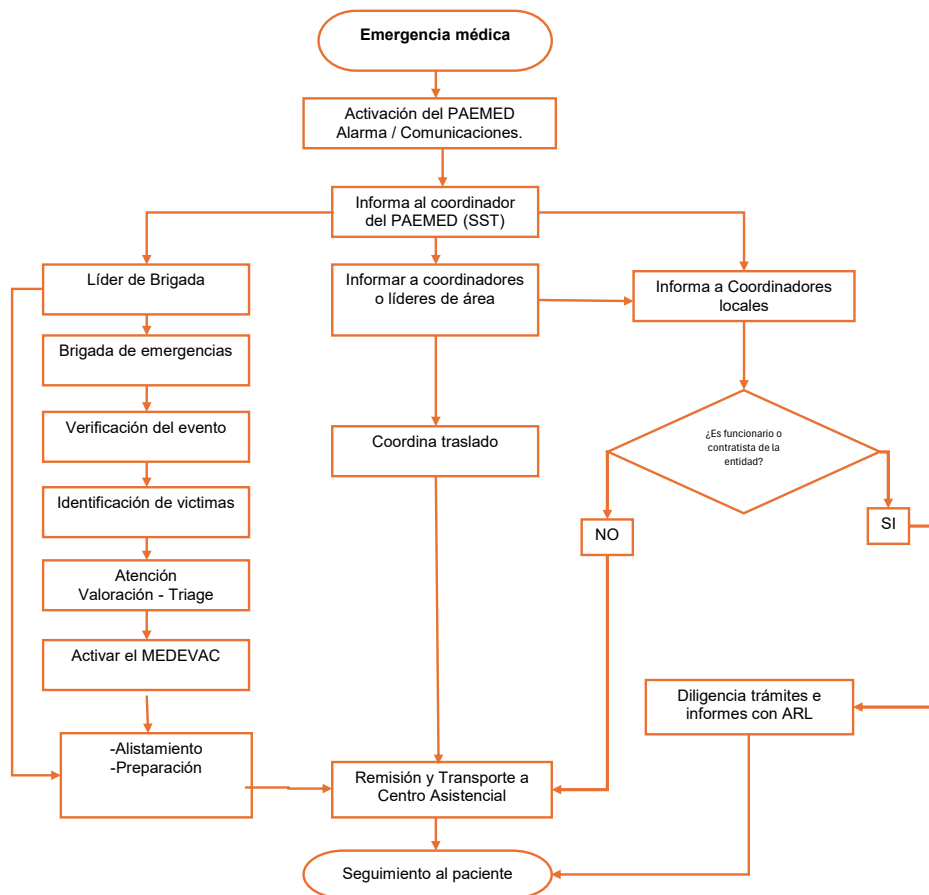 Emergencia médica
Activación del PAEMED
Alarma / Comunicaciones.
Informa al coordinador
del PAEMED (SST)
Líder de Brigada
Informar a coordinadores
o líderes de área
Informa a Coordinadores
locales
Brigada de emergencias
Verificación del evento
Coordina traslado
¿Es funcionario o
contratista de la
entidad?
Identificación de victimas
NO
SI
Atención
Valoración - Triage
Activar el MEDEVAC
Diligencia trámites e
informes con ARL
-Alistamiento
-Preparación
Remisión y Transporte a
Centro Asistencial
Seguimiento al paciente